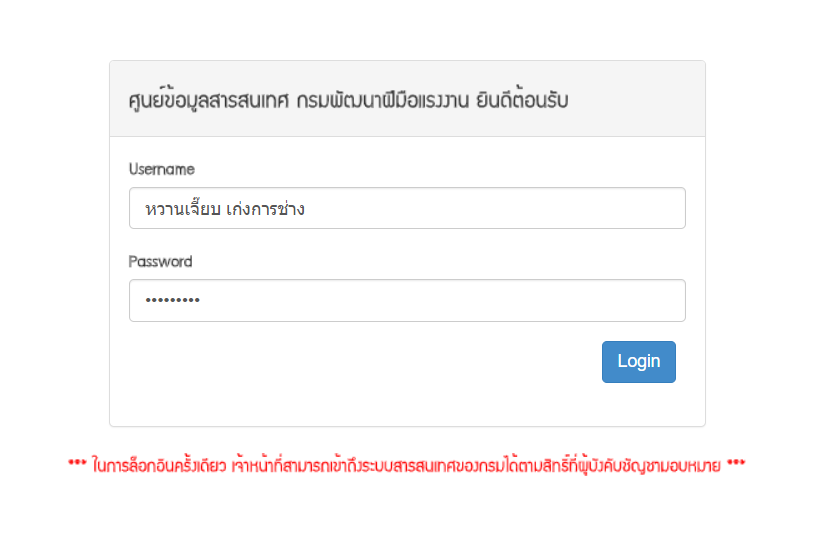 ศูนย์ข้อมูลสารสนเทศ กรมพัฒนาฝีมือแรงงาน ยินดีต้อนรับ
Username
หวานเจี๊ยบ เก่งการช่าง
Password
•••••••••
Login
*** ในการล็อกอินครั้งเดียว เจ้าหน้าที่สามารถเข้าถึงระบบสารสนเทศของกรมได้ตามสิทธิ์ที่ผู้บังคับบัญชามอบหมาย ***